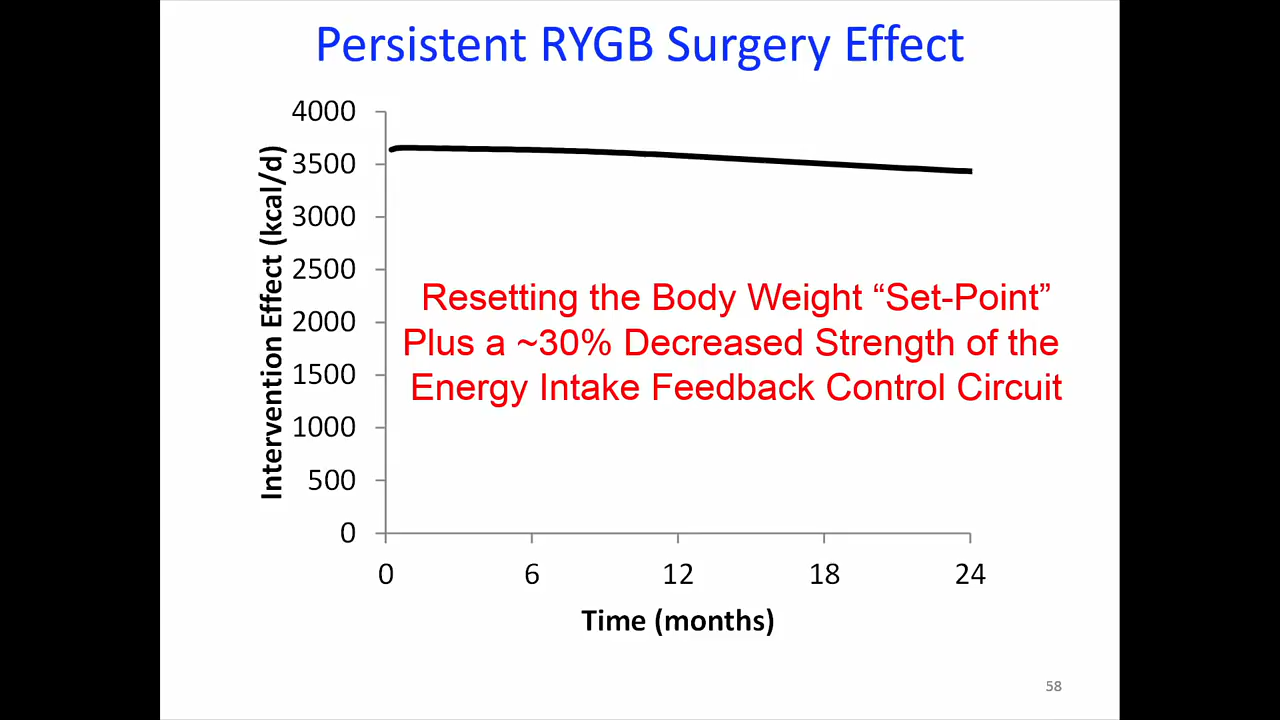 Persistent RYGB Surgery Effect
Intervention Effect (kcal/d)
4000
3500
3000
2500
2000
1500
1000
500
0
Resetting the Body Weight “Set-Point”
Plus a ~30% Decreased Strength of the
Energy Intake Feedback Control Circuit
0 6 12 18 24
Time (months)
58